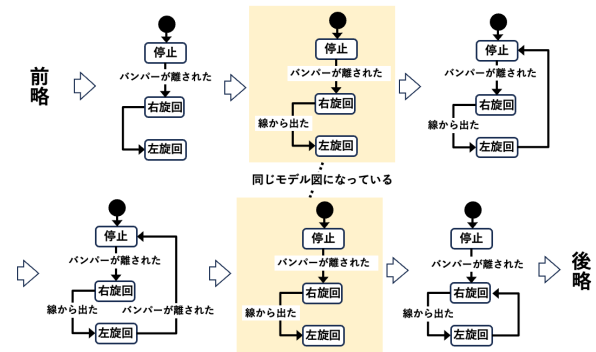 前略
停止
バンパーが離された
右旋回
左旋回
停止
バンパーが離された
右旋回
線から出た
左旋回
停止
バンパーが離された
右旋回
線から出た
左旋回
同じモデル図になっている
停止
バンパーが離された
右旋回
線から出た
バンパーが離された
左旋回
停止
バンパーが離された
右旋回
線から出た
左旋回
停止
バンパーが離された
右旋回
線から出た
左旋回
後略